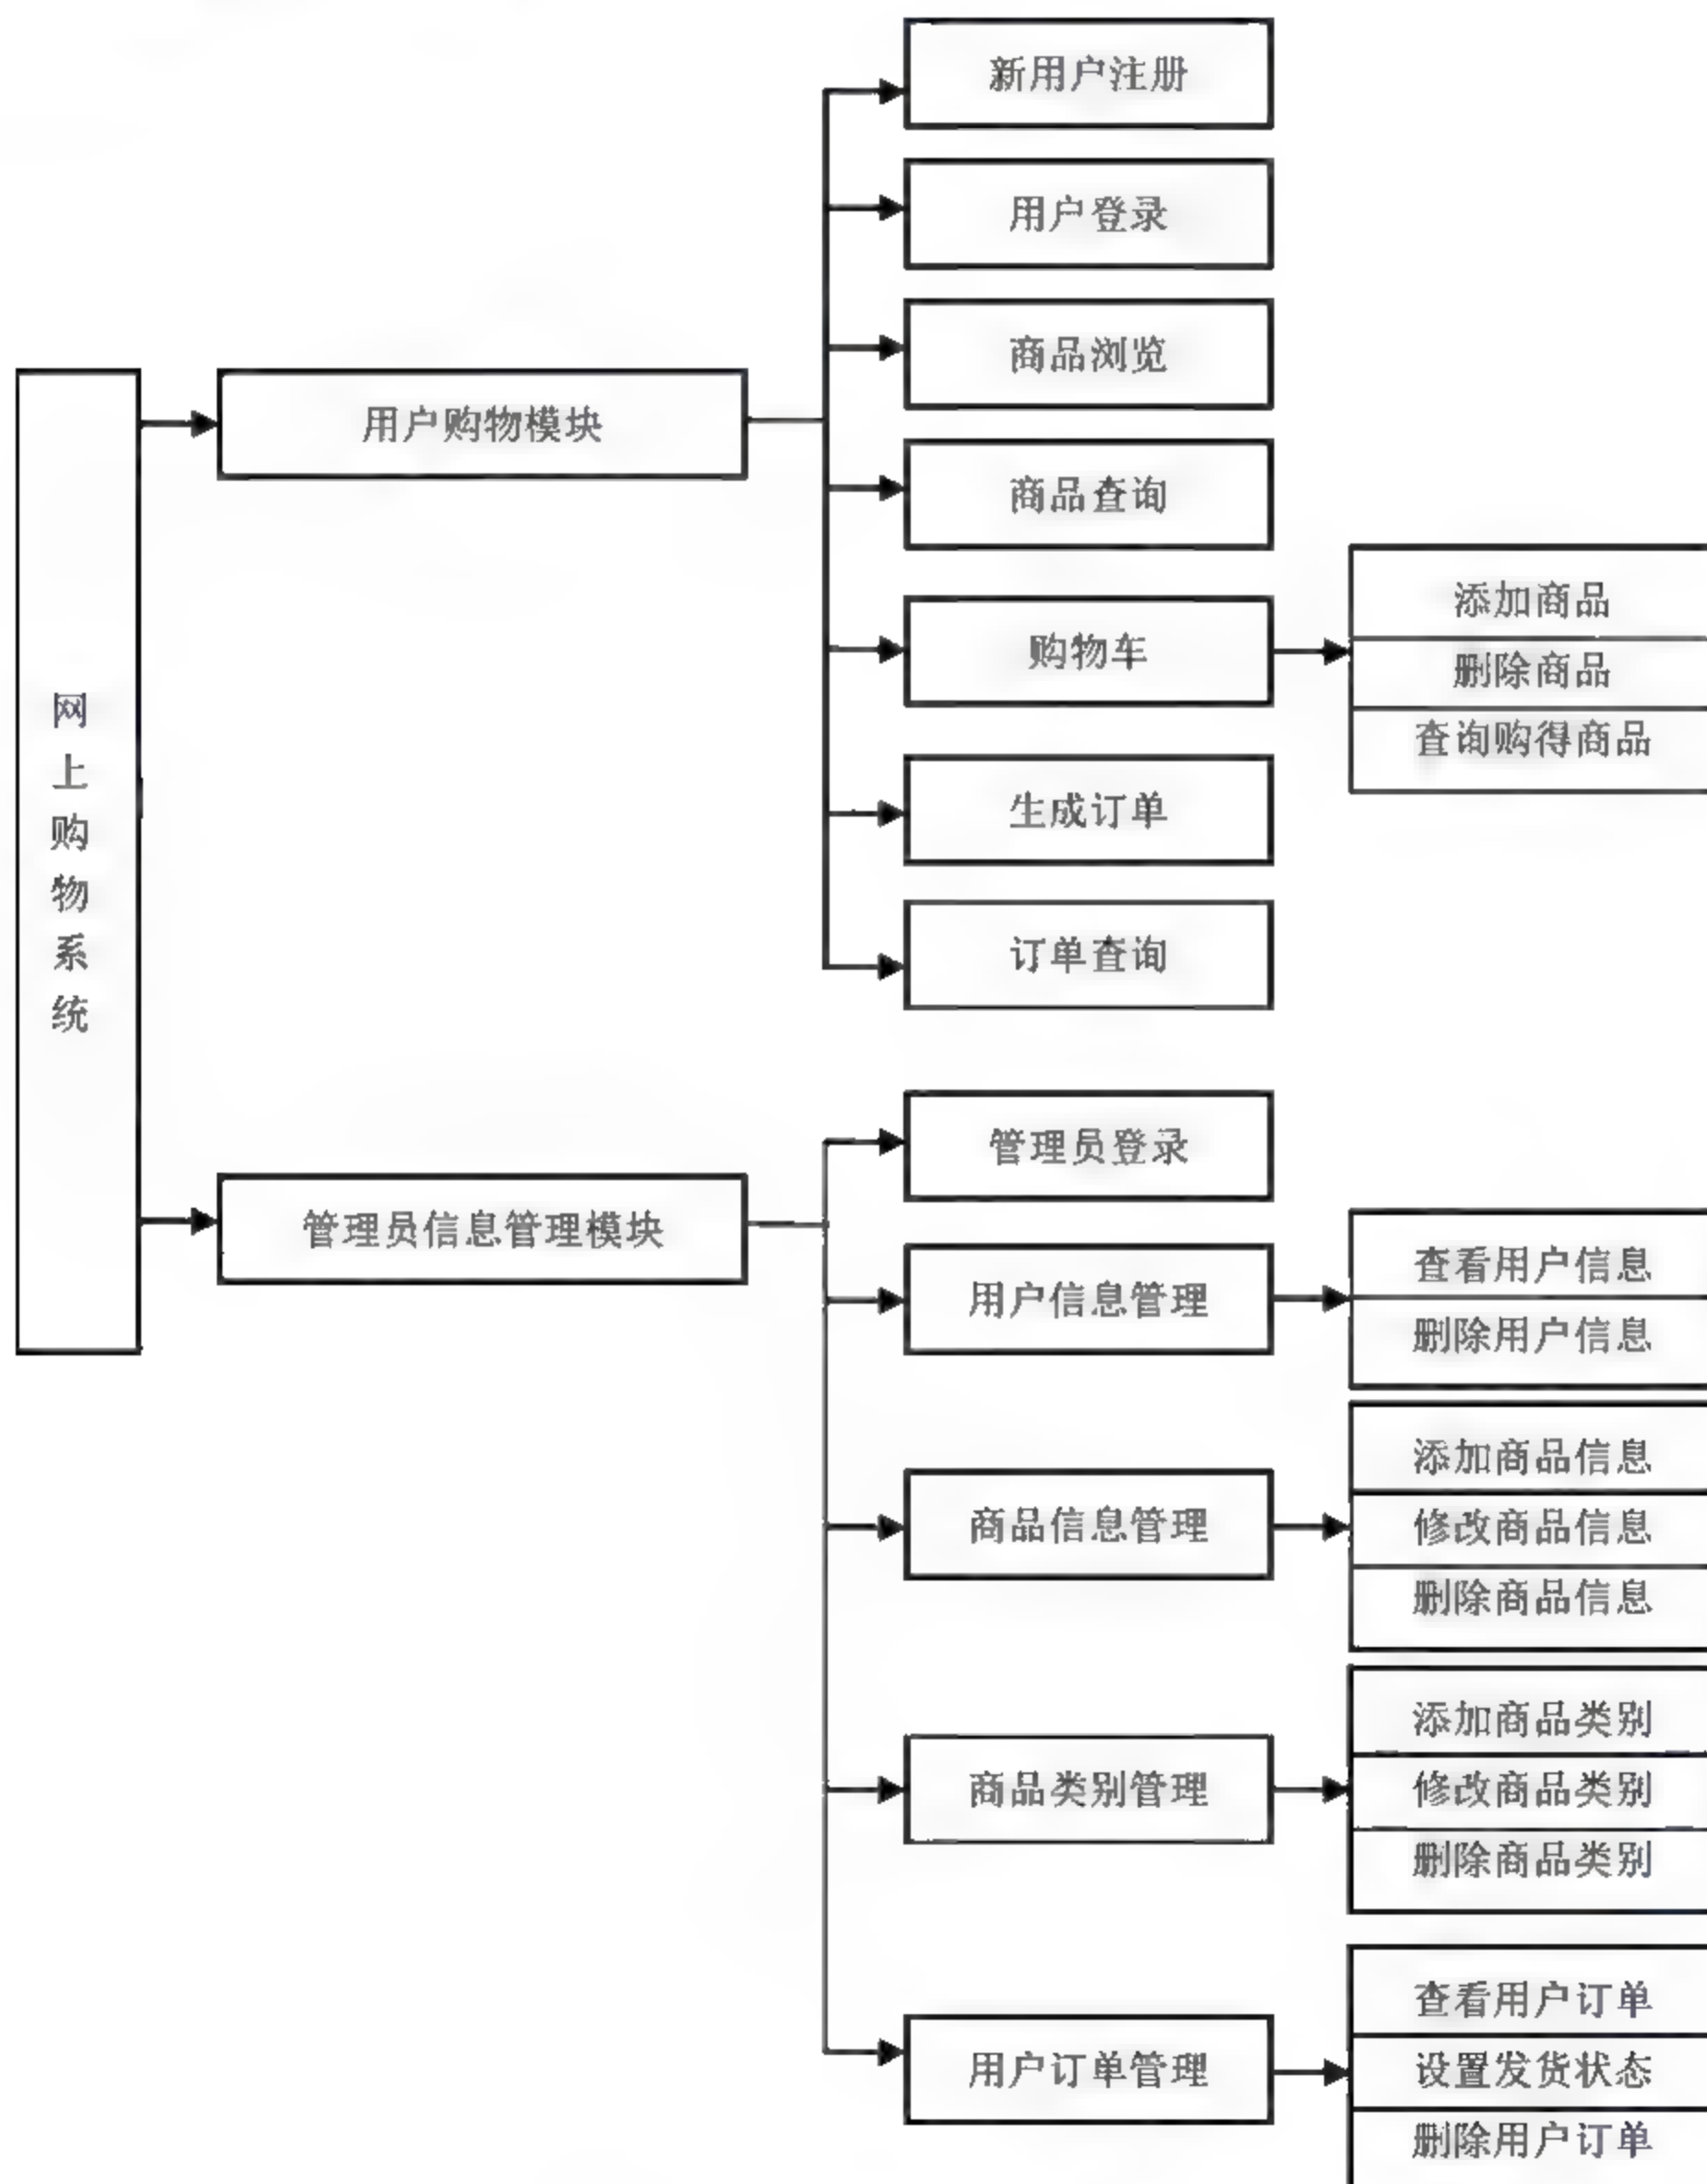 网上购物系统
用户购物模块
新用户注册
用户登录
商品浏览
商品查询
购物车
添加商品
删除商品
查询购得商品
生成订单
订单查询
管理员信息管理模块
管理员登录
用户信息管理
查看用户信息
删除用户信息
商品信息管理
添加商品信息
修改商品信息
删除商品信息
商品类别管理
添加商品类别
修改商品类别
删除商品类别
用户订单管理
查看用户订单
设置发货状态
删除用户订单